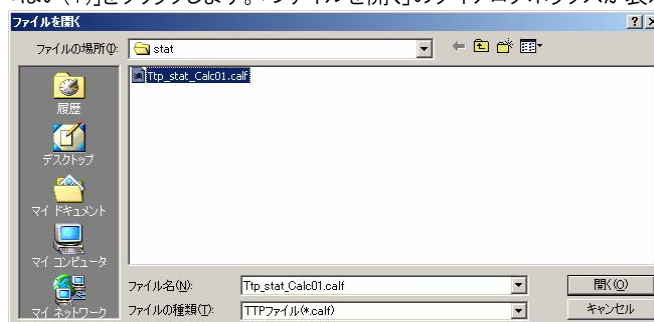 ファイルを開く
ファイルの場所(I):
stat
Ttp_stat_Calc01.calf
履歴
デスクトップ
マイ ドキュメント
マイ コンピュータ
マイ ネットワーク
ファイル名(N):
Ttp_stat_Calc01.calf
開く(O)
ファイルの種類(T):
TTPファイル(*.calf)
キャンセル